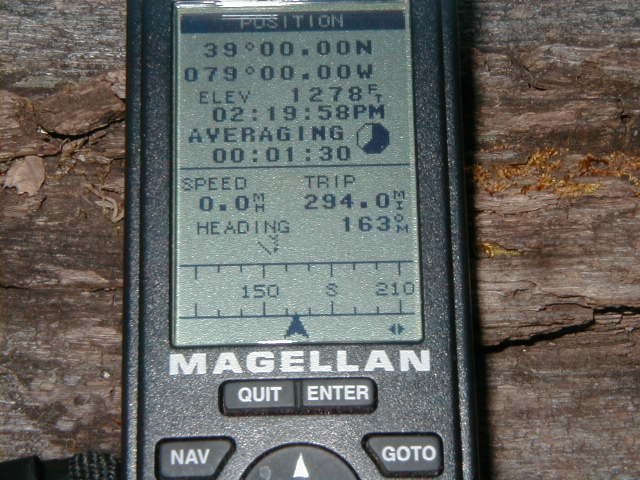 POSITION
39°00.00N
079°00.00W
ELEV 1278FT
02:19:58PM
AVERAGING
00:01:30
SPEED TRIP
0.0MH 294.0MI
HEADING 163°M
150 S 210
MAGELLAN
QUIT ENTER
NAV GOTO